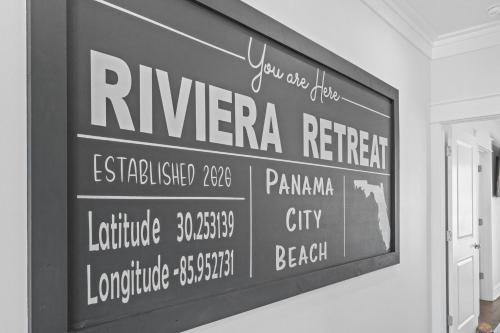 You are Here
RIVIERA RETREAT
ESTABLISHED 2020
Latitude 30.253139
Longitude -85.952731
PANAMA
CITY
BEACH